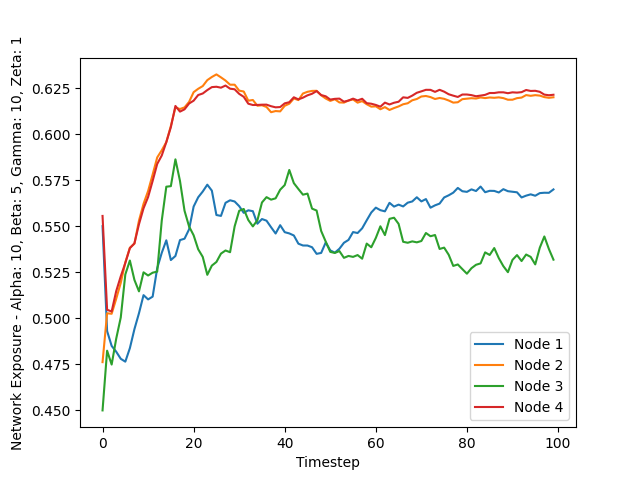 Network Exposure - Alpha: 10, Beta: 5, Gamma: 10, Zeta: 1
0.625
0.600
0.575
0.550
0.525
0.500
0.475
0.450
0 20 40 60 80 100
Timestep
Node 1
Node 2
Node 3
Node 4